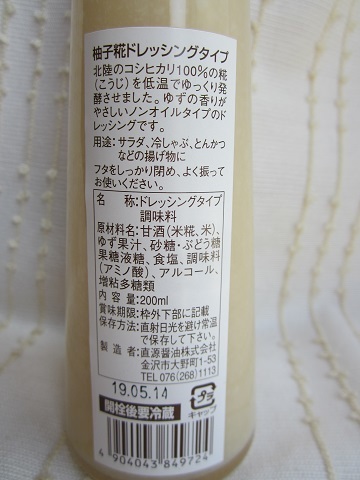 柚子糀ドレッシングタイプ
北陸のコシヒカリ100%の糀
(こうじ)を低温でゆっくり発
酵させました。ゆずの香りが
やさしいノンオイルタイプのド
レッシングです。
用途：サラダ、冷しゃぶ、とんかつ
などの揚げ物に
フタをしっかり閉め、よく振って
お使いください。
名　称：ドレッシングタイプ
調味料
原材料名：甘酒(米糀、米)、
ゆず果汁、砂糖・ぶどう糖
果糖液糖、食塩、調味料
(アミノ酸)、アルコール、
増粘多糖類
内 容 量：200ml
賞味期限：枠外下部に記載
保存方法：直射日光を避け常温
で保存して下さい。
製 造 者：直源醤油株式会社
金沢市大野町1-53
TEL 076(268)1113
19.05.14
プラ
キャップ
開栓後要冷蔵
4 904043 849724